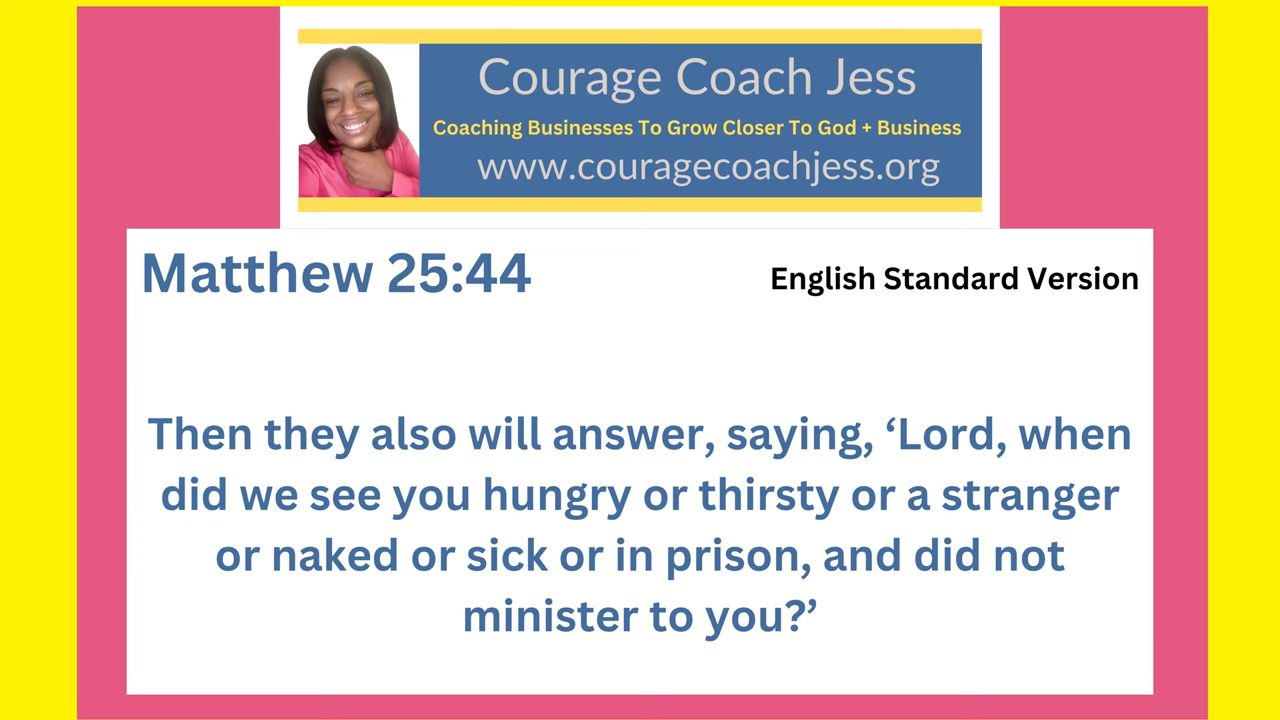 Courage Coach Jess
Coaching Businesses To Grow Closer To God + Business
www.couragecoachjess.org
Matthew 25:44
English Standard Version
Then they also will answer, saying, ‘Lord, when
did we see you hungry or thirsty or a stranger
or naked or sick or in prison, and did not
minister to you?’